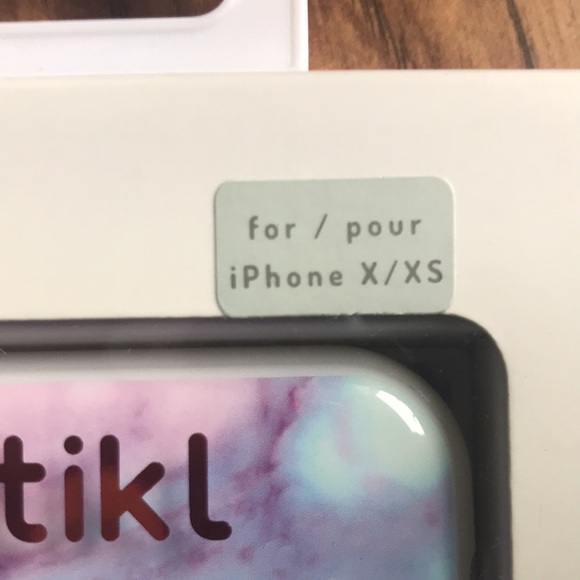 for / pour
iPhone X/XS
tikl